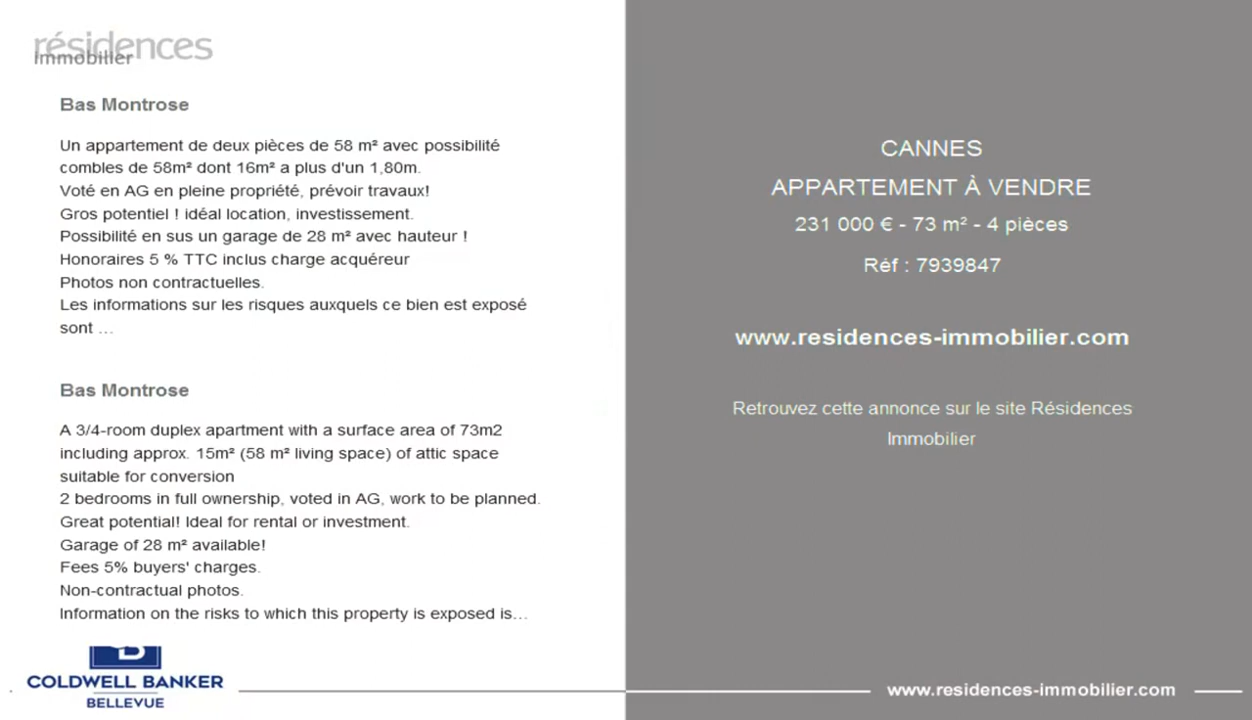 résidences
immobilier
Bas Montrose
Un appartement de deux pièces de 58 m² avec possibilité
combles de 58m² dont 16m² a plus d'un 1,80m.
Voté en AG en pleine propriété, prévoir travaux!
Gros potentiel ! idéal location, investissement.
Possibilité en sus un garage de 28 m² avec hauteur !
Honoraires 5 % TTC inclus charge acquéreur
Photos non contractuelles.
Les informations sur les risques auxquels ce bien est exposé
sont ...
Bas Montrose
A 3/4-room duplex apartment with a surface area of 73m2
including approx. 15m² (58 m² living space) of attic space
suitable for conversion
2 bedrooms in full ownership, voted in AG, work to be planned.
Great potential! Ideal for rental or investment.
Garage of 28 m² available!
Fees 5% buyers' charges.
Non-contractual photos.
Information on the risks to which this property is exposed is...
COLDWELL BANKER
BELLEVUE
CANNES
APPARTEMENT À VENDRE
231 000 € - 73 m² - 4 pièces
Réf : 7939847
www.residences-immobilier.com
Retrouvez cette annonce sur le site Résidences
Immobilier
www.residences-immobilier.com